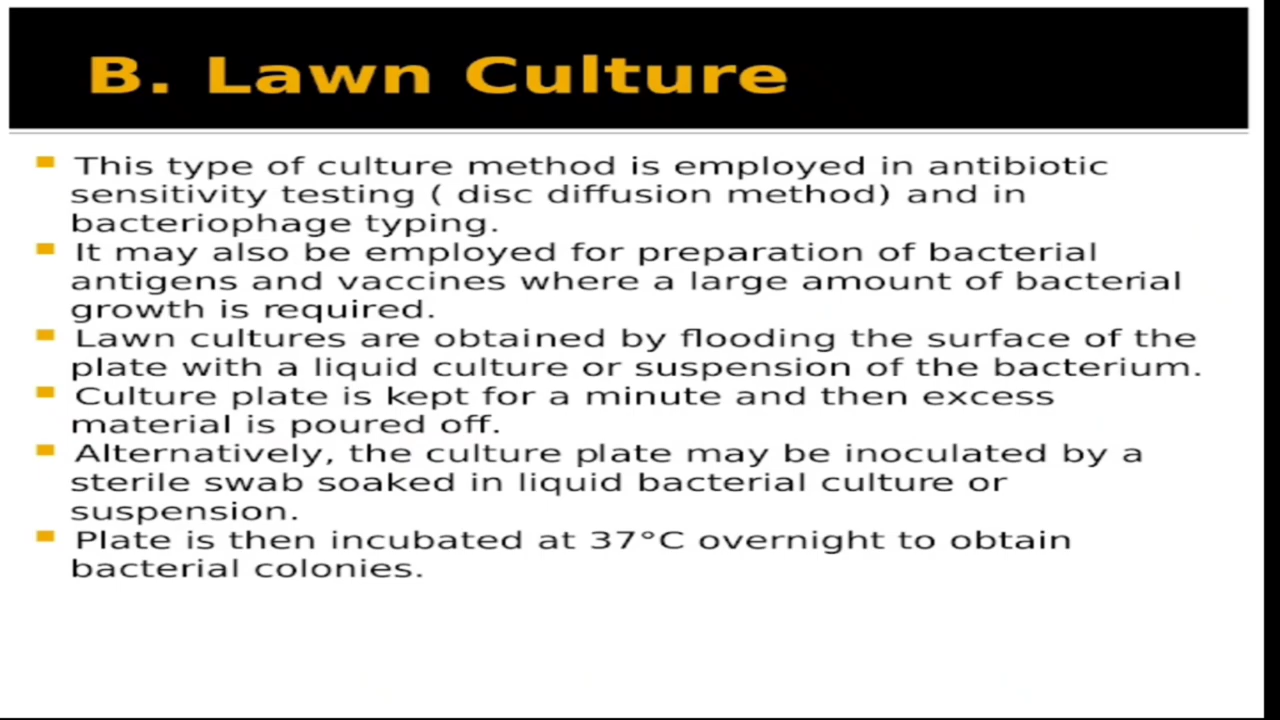 B. Lawn Culture
This type of culture method is employed in antibiotic
sensitivity testing ( disc diffusion method) and in
bacteriophage typing.
It may also be employed for preparation of bacterial
antigens and vaccines where a large amount of bacterial
growth is required.
Lawn cultures are obtained by flooding the surface of the
plate with a liquid culture or suspension of the bacterium.
Culture plate is kept for a minute and then excess
material is poured off.
Alternatively, the culture plate may be inoculated by a
sterile swab soaked in liquid bacterial culture or
suspension.
Plate is then incubated at 37°C overnight to obtain
bacterial colonies.